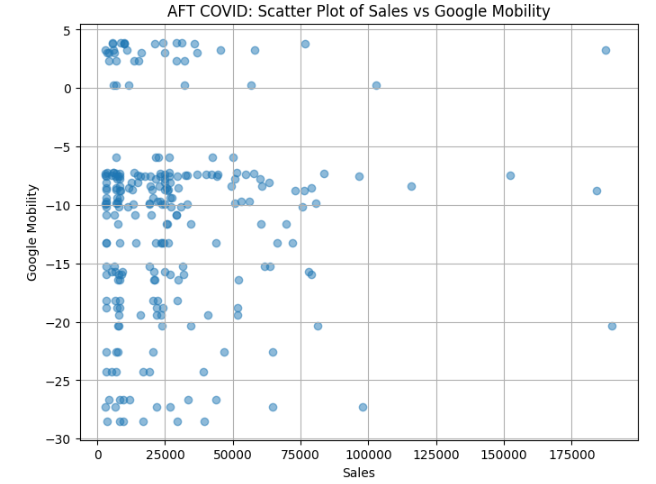 AFT COVID: Scatter Plot of Sales vs Google Mobility
5
0
−5
−10
−15
−20
−25
−30
Google Mobility
0 25000 50000 75000 100000 125000 150000 175000
Sales